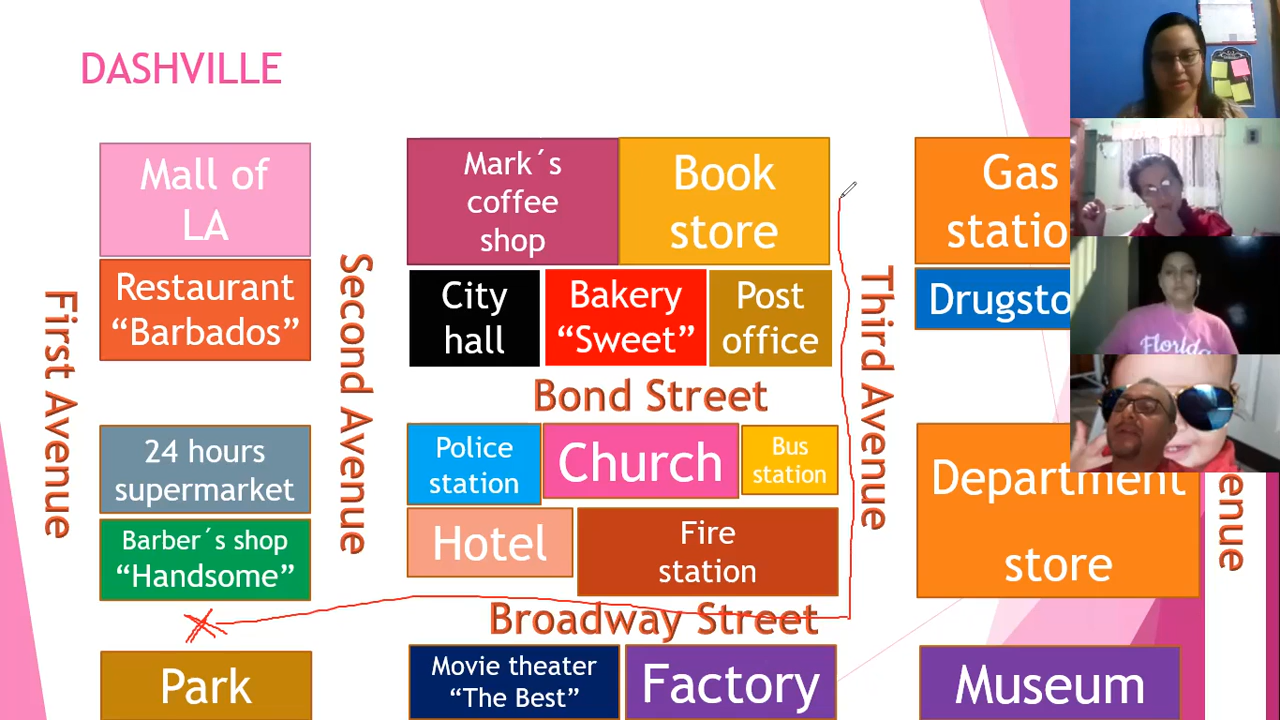 DASHVILLE
Mall of
LA
Restaurant
“Barbados”
24 hours
supermarket
Barber´s shop
“Handsome”
Park
First Avenue
Second Avenue
Mark´s
coffee
shop
Book
store
City
hall
Bakery
“Sweet”
Post
office
Bond Street
Police
station
Church
Bus
station
Hotel
Fire
station
Broadway Street
Movie theater
“The Best”
Factory
Third Avenue
Gas
statio
Drugsto
Department
store
Museum
enue
Florida